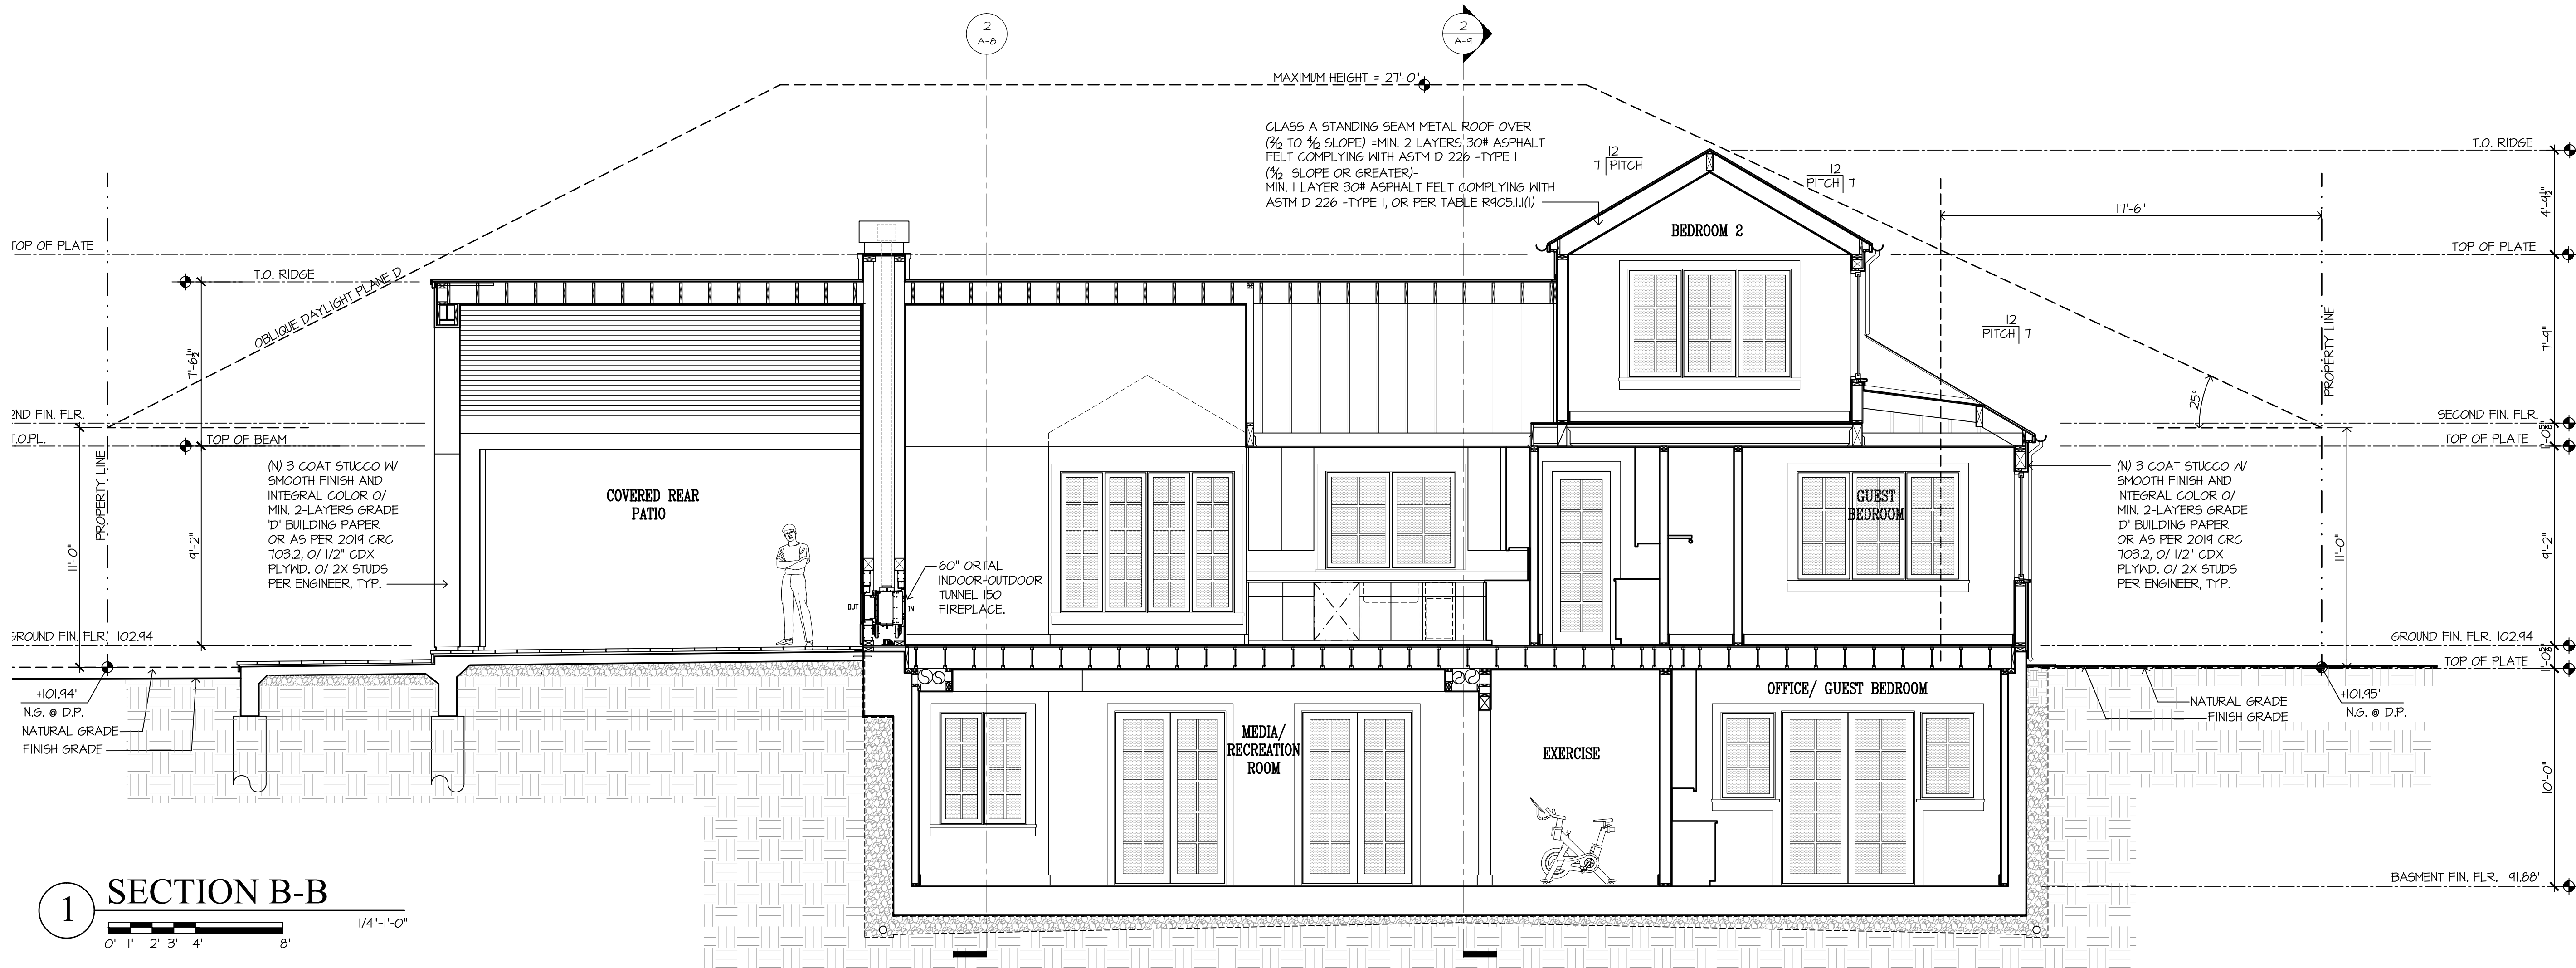 2
A-8
2
A-9
MAXIMUM HEIGHT = 27'-0"
CLASS A STANDING SEAM METAL ROOF OVER
(2/12 TO 4/12 SLOPE) =MIN. 2 LAYERS 30# ASPHALT
FELT COMPLYING WITH ASTM D 226 -TYPE I
(4/12 SLOPE OR GREATER)-
MIN. 1 LAYER 30# ASPHALT FELT COMPLYING WITH
ASTM D 226 -TYPE I, OR PER TABLE R905.1.1(1)
12
7 PITCH
12
PITCH 7
12
PITCH 7
T.O. RIDGE
4'-9½"
17'-6"
TOP OF PLATE
TOP OF PLATE
T.O. RIDGE
OBLIQUE DAYLIGHT PLANE D
BEDROOM 2
7'-6½"
7'-9"
PROPERTY LINE
25°
2ND FIN. FLR.
SECOND FIN. FLR.
T.O.PL.
TOP OF BEAM
TOP OF PLATE
PROPERTY LINE
11'-0"
9'-2"
(N) 3 COAT STUCCO W/
SMOOTH FINISH AND
INTEGRAL COLOR O/
MIN. 2-LAYERS GRADE
'D' BUILDING PAPER
OR AS PER 2019 CRC
703.2, O/ 1/2" CDX
PLYWD. O/ 2X STUDS
PER ENGINEER, TYP.
COVERED REAR
PATIO
OUT
IN
60" ORTAL
INDOOR-OUTDOOR
TUNNEL 150
FIREPLACE.
GUEST
BEDROOM
(N) 3 COAT STUCCO W/
SMOOTH FINISH AND
INTEGRAL COLOR O/
MIN. 2-LAYERS GRADE
'D' BUILDING PAPER
OR AS PER 2019 CRC
703.2, O/ 1/2" CDX
PLYWD. O/ 2X STUDS
PER ENGINEER, TYP.
11'-0"
9'-2"
GROUND FIN. FLR. 102.94
GROUND FIN. FLR. 102.94
TOP OF PLATE
+101.94'
N.G. @ D.P.
NATURAL GRADE
FINISH GRADE
MEDIA/
RECREATION
ROOM
EXERCISE
OFFICE/ GUEST BEDROOM
NATURAL GRADE
FINISH GRADE
+101.95'
N.G. @ D.P.
10'-0"
BASMENT FIN. FLR. 91.88'
1
SECTION B-B
1/4"-1'-0"
0' 1' 2' 3' 4' 8'